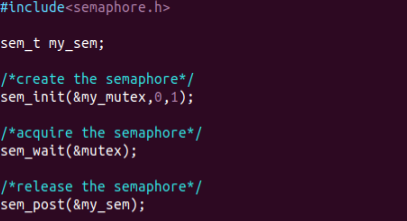 #include<semaphore.h>
sem_t my_sem;
/*create the semaphore*/
sem_init(&my_mutex,0,1);
/*acquire the semaphore*/
sem_wait(&mutex);
/*release the semaphore*/
sem_post(&my_sem);